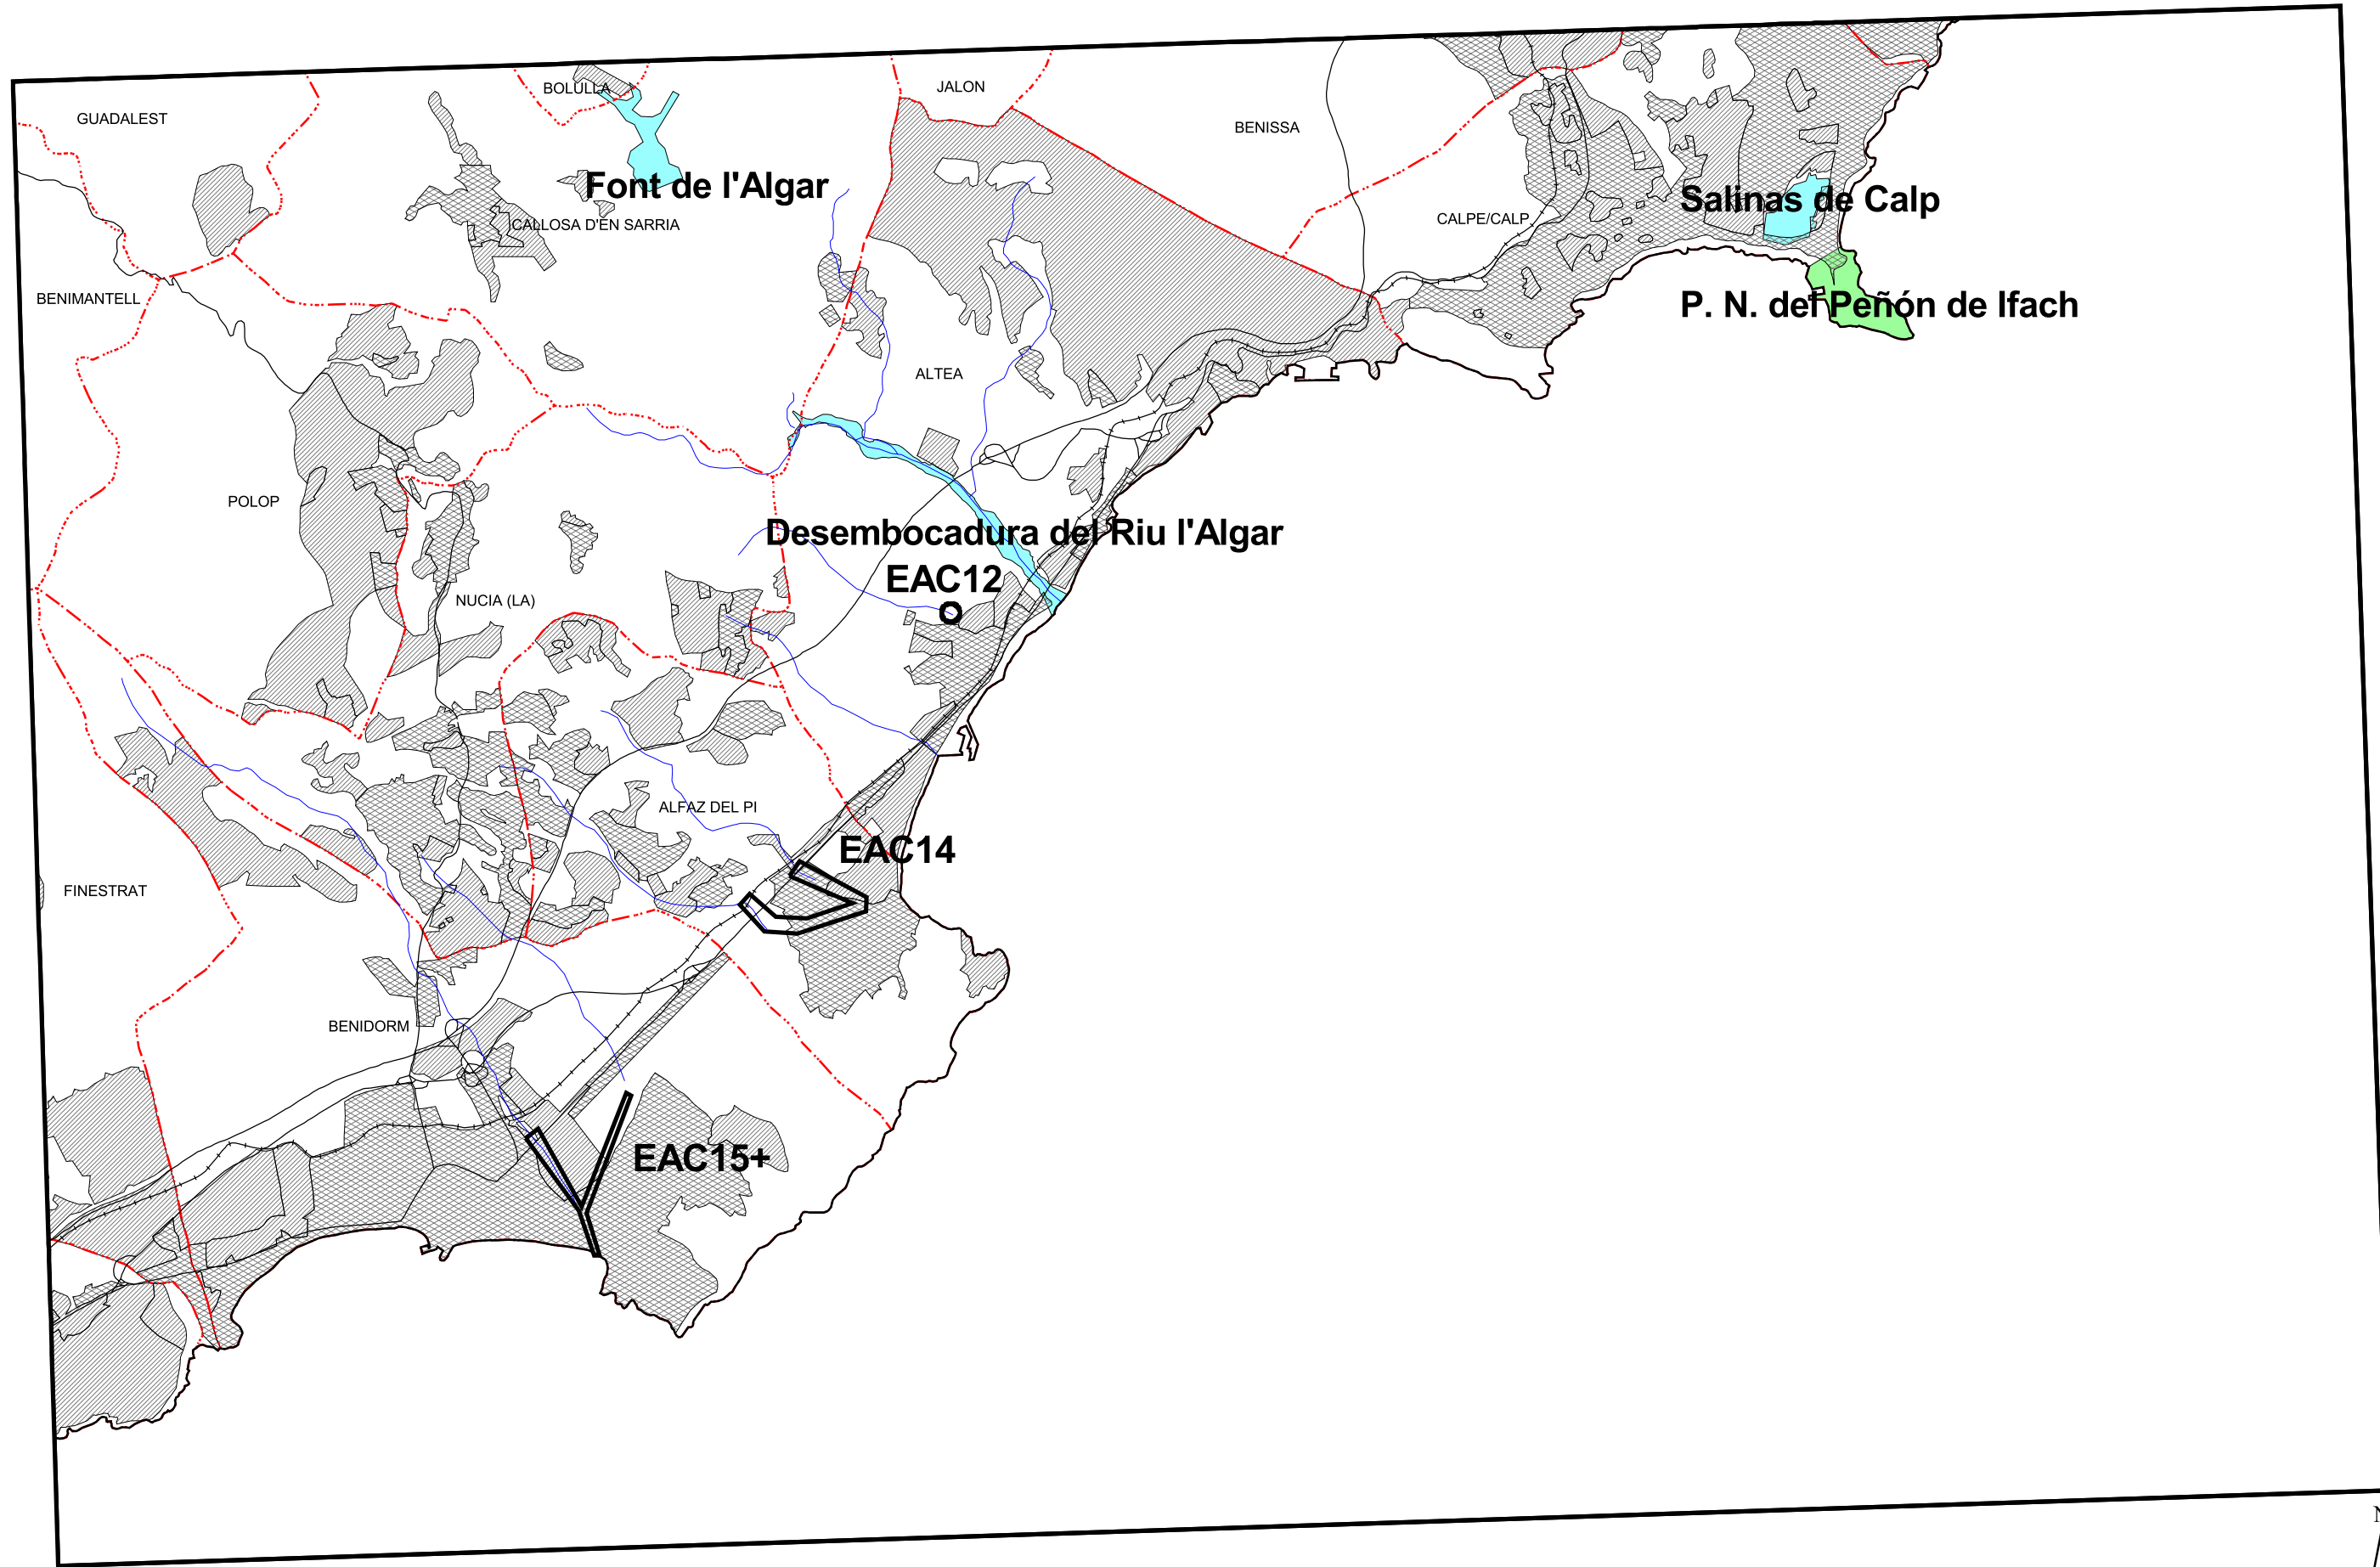 BOLULLA
JALON
GUADALEST
BENISSA
Font de l'Algar
Salinas de Calp
CALPE/CALP
CALLOSA D'EN SARRIA
BENIMANTELL
P. N. del Peñón de Ifach
ALTEA
POLOP
Desembocadura del Riu l'Algar
EAC12
NUCIA (LA)
ALFAZ DEL PI
EAC14
FINESTRAT
BENIDORM
EAC15+